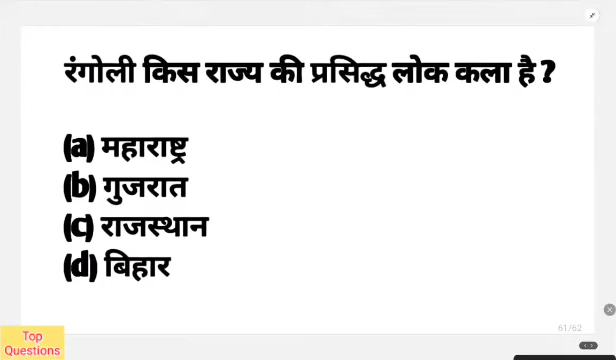 रंगोली किस राज्य की प्रसिद्ध लोक कला है ?
(a) महाराष्ट्र
(b) गुजरात
(c) राजस्थान
(d) बिहार
61/62
Top
Questions